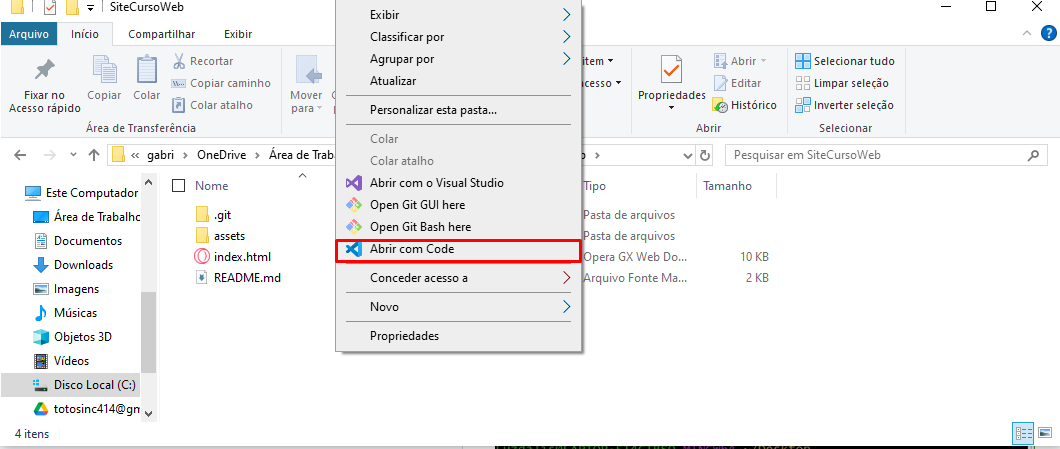 SiteCursoWeb
Arquivo
Início
Compartilhar
Exibir
Fixar no
Acesso rápido
Copiar
Colar
Recortar
Copiar caminho
Colar atalho
Área de Transferência
Mover
para
item
acesso
Propriedades
Abrir
Editar
Histórico
Abrir
Selecionar tudo
Limpar seleção
Inverter seleção
Selecionar
gabri > OneDrive > Área de Traba
Pesquisar em SiteCursoWeb
Este Computador
Área de Trabalho
Documentos
Downloads
Imagens
Músicas
Objetos 3D
Vídeos
Disco Local (C:)
totosinc414@gm
Nome
Tipo
Tamanho
.git
Pasta de arquivos
assets
Pasta de arquivos
index.html
Opera GX Web Do...
10 KB
README.md
Arquivo Fonte Ma...
2 KB
Exibir
Classificar por
Agrupar por
Atualizar
Personalizar esta pasta...
Colar
Colar atalho
Abrir com o Visual Studio
Open Git GUI here
Open Git Bash here
Abrir com Code
Conceder acesso a
Novo
Propriedades
4 itens